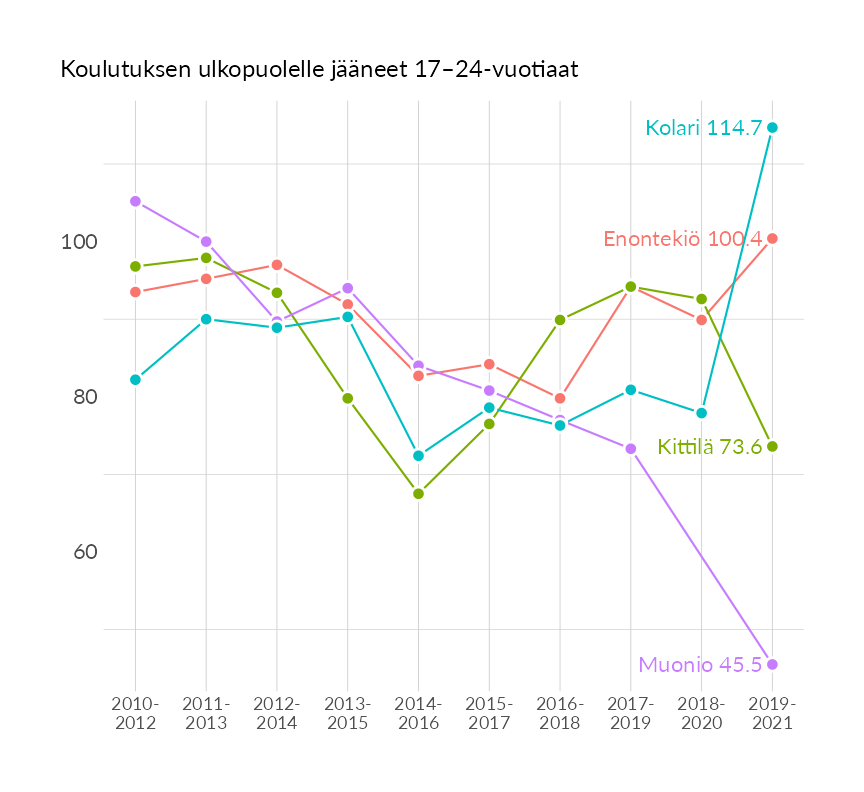 Koulutuksen ulkopuolelle jääneet 17–24-vuotiaat
Kolari 114.7
Enontekiö 100.4
100
80
Kittilä 73.6
60
Muonio 45.5
2010- 2011- 2012- 2013- 2014- 2015- 2016- 2017- 2018- 2019-
2012 2013 2014 2015 2016 2017 2018 2019 2020 2021